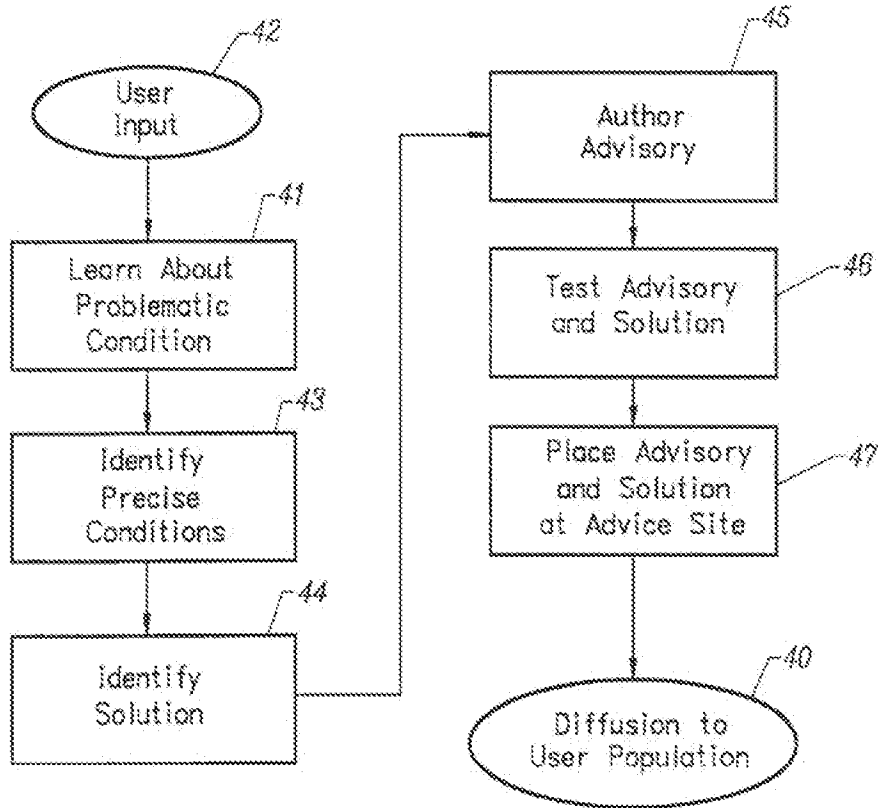 42
User
Input
41
Learn About
Problematic
Condition
43
Identify
Precise
Conditions
44
Identify
Solution
45
Author
Advisory
46
Test Advisory
and Solution
47
Place Advisory
and Solution
at Advice Site
40
Diffusion to
User Population